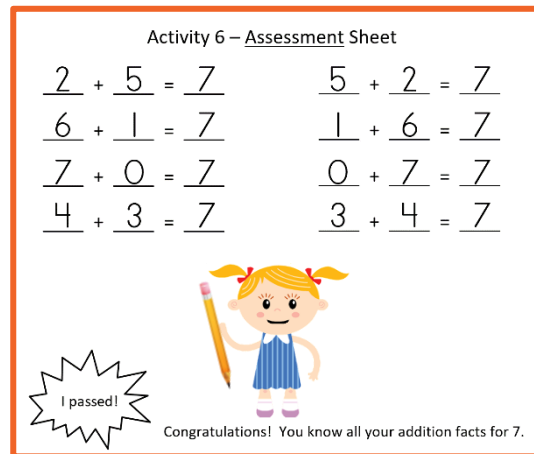 Activity 6 – Assessment Sheet
2 + 5 = 7 5 + 2 = 7
6 + 1 = 7 1 + 6 = 7
7 + 0 = 7 0 + 7 = 7
4 + 3 = 7 3 + 4 = 7
I passed!
Congratulations! You know all your addition facts for 7.